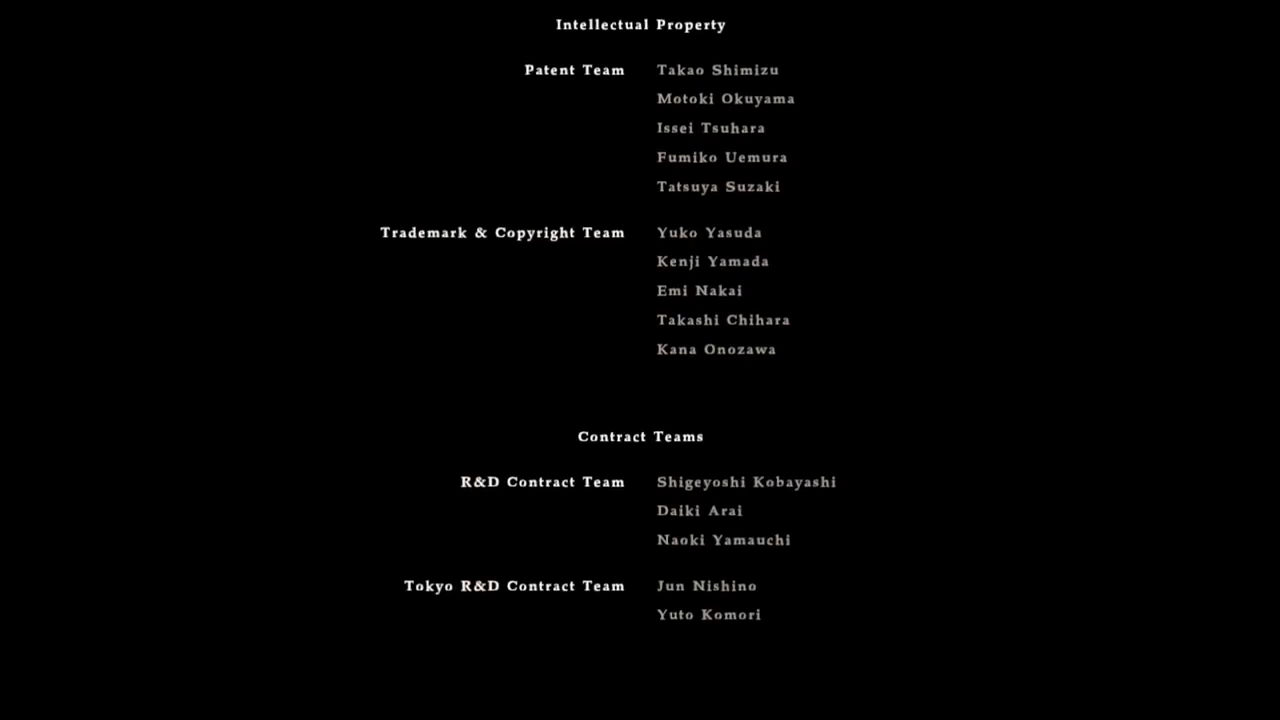 Intellectual Property
Patent Team Takao Shimizu
Motoki Okuyama
Issei Tsuhara
Fumiko Uemura
Tatsuya Suzaki
Trademark & Copyright Team Yuko Yasuda
Kenji Yamada
Emi Nakai
Takashi Chihara
Kana Onozawa
Contract Teams
R&D Contract Team Shigeyoshi Kobayashi
Daiki Arai
Naoki Yamauchi
Tokyo R&D Contract Team Jun Nishino
Yuto Komori